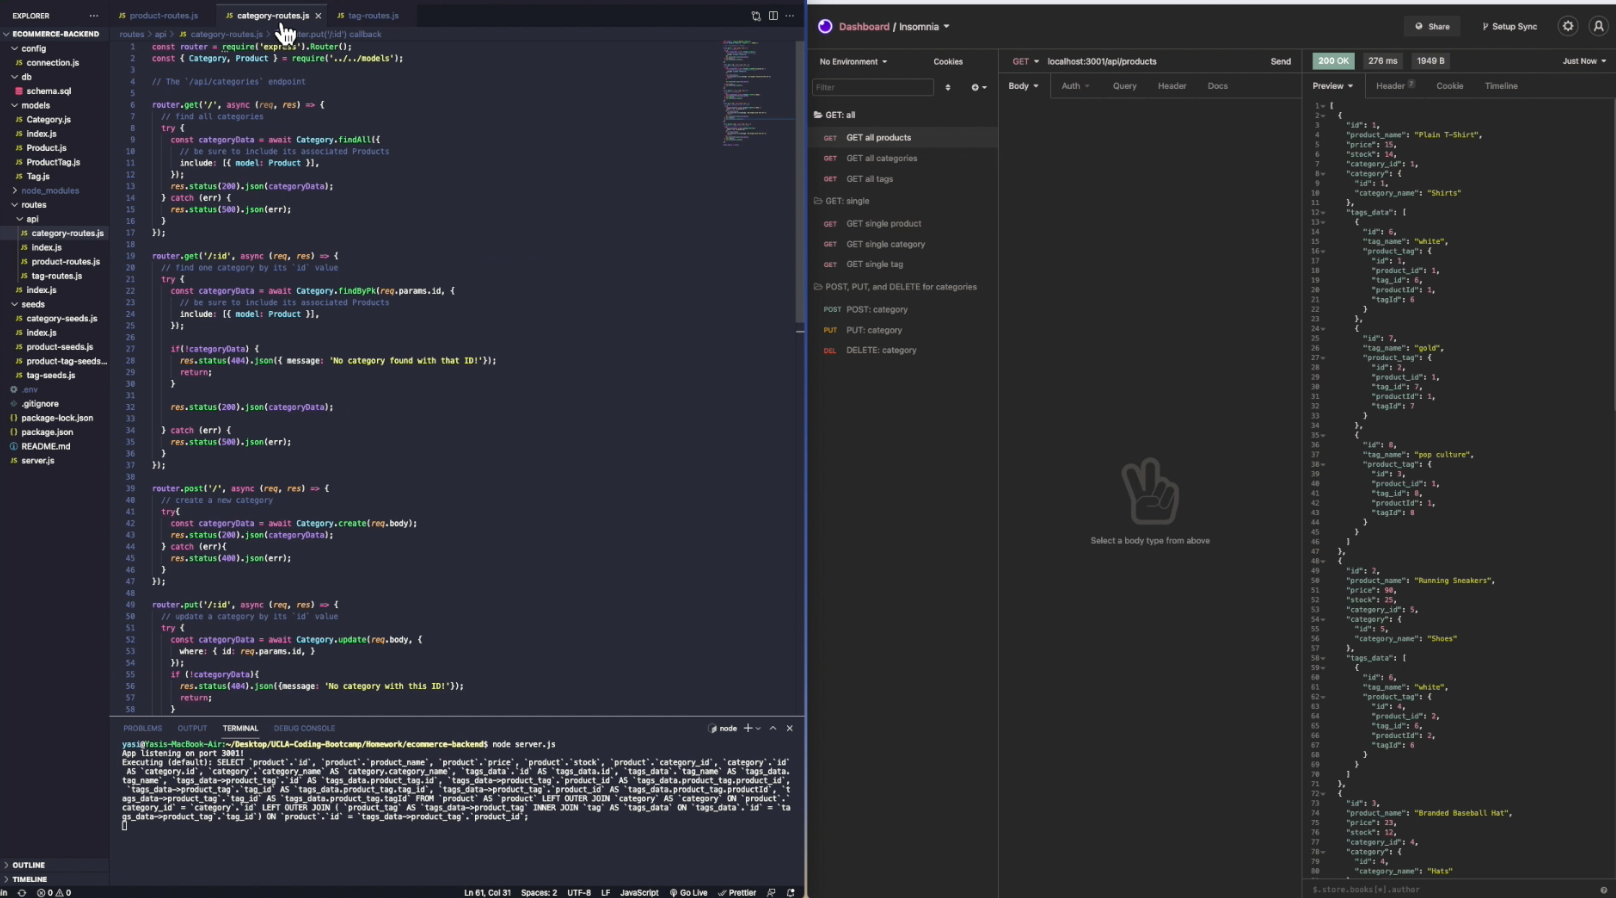 EXPLORER
ECOMMERCE-BACKEND
config
connection.js
db
schema.sql
models
Category.js
index.js
Product.js
ProductTag.js
Tag.js
node_modules
routes
api
category-routes.js
index.js
product-routes.js
tag-routes.js
index.js
seeds
category-seeds.js
index.js
product-seeds.js
product-tag-seeds...
tag-seeds.js
.env
.gitignore
package-lock.json
package.json
README.md
server.js
OUTLINE
TIMELINE
product-routes.js
category-routes.js
tag-routes.js
routes > api > category-routes.js > router.put('/:id') callback
1 const router = require('express').Router();
2 const { Category, Product } = require('../../models');
3
4 // The `/api/categories` endpoint
5
6 router.get('/', async (req, res) => {
7 // find all categories
8 try {
9 const categoryData = await Category.findAll({
10 // be sure to include its associated Products
11 include: [{ model: Product }],
12 });
13 res.status(200).json(categoryData);
14 } catch (err) {
15 res.status(500).json(err);
16 }
17 });
18
19 router.get('/:id', async (req, res) => {
20 // find one category by its `id` value
21 try {
22 const categoryData = await Category.findByPk(req.params.id, {
23 // be sure to include its associated Products
24 include: [{ model: Product }],
25 });
26
27 if(!categoryData) {
28 res.status(404).json({ message: 'No category found with that ID!'});
29 return;
30 }
31
32 res.status(200).json(categoryData);
33
34 } catch (err) {
35 res.status(500).json(err);
36 }
37 });
38
39 router.post('/', async (req, res) => {
40 // create a new category
41 try{
42 const categoryData = await Category.create(req.body);
43 res.status(200).json(categoryData);
44 } catch (err){
45 res.status(400).json(err);
46 }
47 });
48
49 router.put('/:id', async (req, res) => {
50 // update a category by its `id` value
51 try {
52 const categoryData = await Category.update(req.body, {
53 where: { id: req.params.id, }
54 });
55 if (!categoryData){
56 res.status(404).json({message: 'No category with this ID!'});
57 return;
58 }
PROBLEMS OUTPUT TERMINAL DEBUG CONSOLE
node
yasi@Yasis-MacBook-Air:~/Desktop/UCLA-Coding-Bootcamp/Homework/ecommerce-backend$ node server.js
App listening on port 3001!
Executing (default): SELECT `product`.`id`, `product`.`product_name`, `product`.`price`, `product`.`stock`, `product`.`category_id`, `category`.`id`
AS `category.id`, `category`.`category_name` AS `category.category_name`, `tags_data`.`id` AS `tags_data.id`, `tags_data`.`tag_name` AS `tags_data.
tag_name`, `tags_data->product_tag`.`id` AS `tags_data.product_tag.id`, `tags_data->product_tag`.`product_id` AS `tags_data.product_tag.product_id`,
`tags_data->product_tag`.`tag_id` AS `tags_data.product_tag.tag_id`, `tags_data->product_tag`.`product_id` AS `tags_data.product_tag.productId`, `t
ags_data->product_tag`.`tag_id` AS `tags_data.product_tag.tagId` FROM `product` AS `product` LEFT OUTER JOIN `category` AS `category` ON `product`.`
category_id` = `category`.`id` LEFT OUTER JOIN ( `product_tag` AS `tags_data->product_tag` INNER JOIN `tag` AS `tags_data` ON `tags_data`.`id` = `ta
gs_data->product_tag`.`tag_id`) ON `product`.`id` = `tags_data->product_tag`.`product_id`;
in 0 0
Ln 61, Col 31 Spaces: 2 UTF-8 LF JavaScript Go Live Prettier
Dashboard / Insomnia
Share
Setup Sync
No Environment
Cookies
Filter
GET: all
GET GET all products
GET GET all categories
GET GET all tags
GET: single
GET GET single product
GET GET single category
GET GET single tag
POST, PUT, and DELETE for categories
POST POST: category
PUT PUT: category
DEL DELETE: category
GET localhost:3001/api/products Send
Body Auth Query Header Docs
Select a body type from above
200 OK 276 ms 1949 B Just Now
Preview Header 7 Cookie Timeline
1 [
2 {
3 "id": 1,
4 "product_name": "Plain T-Shirt",
5 "price": 15,
6 "stock": 14,
7 "category_id": 1,
8 "category": {
9 "id": 1,
10 "category_name": "Shirts"
11 },
12 "tags_data": [
13 {
14 "id": 6,
15 "tag_name": "white",
16 "product_tag": {
17 "id": 1,
18 "product_id": 1,
19 "tag_id": 6,
20 "productId": 1,
21 "tagId": 6
22 }
23 },
24 {
25 "id": 7,
26 "tag_name": "gold",
27 "product_tag": {
28 "id": 2,
29 "product_id": 1,
30 "tag_id": 7,
31 "productId": 1,
32 "tagId": 7
33 }
34 },
35 {
36 "id": 8,
37 "tag_name": "pop culture",
38 "product_tag": {
39 "id": 3,
40 "product_id": 1,
41 "tag_id": 8,
42 "productId": 1,
43 "tagId": 8
44 }
45 }
46 ]
47 },
48 {
49 "id": 2,
50 "product_name": "Running Sneakers",
51 "price": 90,
52 "stock": 25,
53 "category_id": 5,
54 "category": {
55 "id": 5,
56 "category_name": "Shoes"
57 },
58 "tags_data": [
59 {
60 "id": 6,
61 "tag_name": "white",
62 "product_tag": {
63 "id": 4,
64 "product_id": 2,
65 "tag_id": 6,
66 "productId": 2,
67 "tagId": 6
68 }
69 }
70 ]
71 },
72 {
73 "id": 3,
74 "product_name": "Branded Baseball Hat",
75 "price": 23,
76 "stock": 12,
77 "category_id": 4,
78 "category": {
79 "id": 4,
80 "category_name": "Hats"
$.store.books[*].author